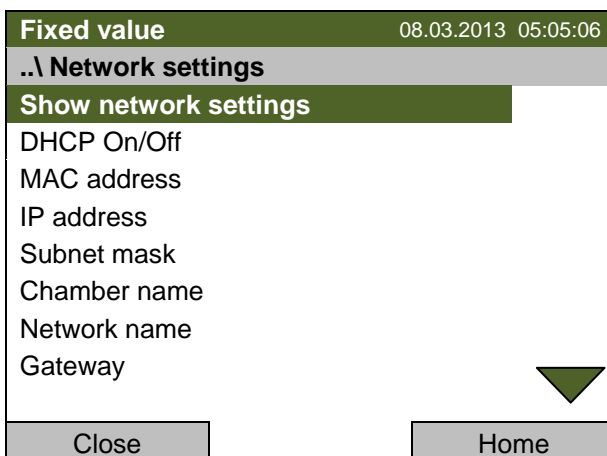 Fixed value 08.03.2013 05:05:06
..\ Network settings
Show network settings
DHCP On/Off
MAC address
IP address
Subnet mask
Chamber name
Network name
Gateway
Close Home